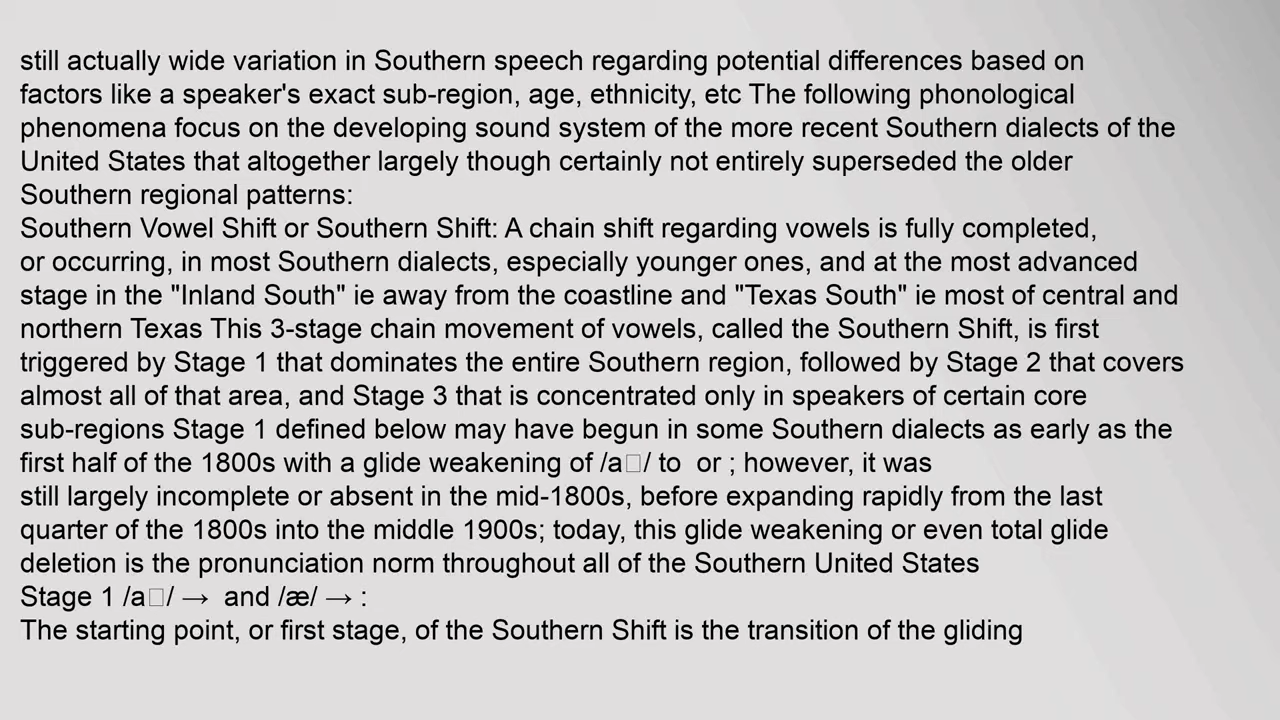 still actually wide variation in Southern speech regarding potential differences based on
factors like a speaker's exact sub-region, age, ethnicity, etc The following phonological
phenomena focus on the developing sound system of the more recent Southern dialects of the
United States that altogether largely though certainly not entirely superseded the older
Southern regional patterns:
Southern Vowel Shift or Southern Shift: A chain shift regarding vowels is fully completed,
or occurring, in most Southern dialects, especially younger ones, and at the most advanced
stage in the "Inland South" ie away from the coastline and "Texas South" ie most of central and
northern Texas This 3-stage chain movement of vowels, called the Southern Shift, is first
triggered by Stage 1 that dominates the entire Southern region, followed by Stage 2 that covers
almost all of that area, and Stage 3 that is concentrated only in speakers of certain core
sub-regions Stage 1 defined below may have begun in some Southern dialects as early as the
first half of the 1800s with a glide weakening of /a□/ to  or ; however, it was
still largely incomplete or absent in the mid-1800s, before expanding rapidly from the last
quarter of the 1800s into the middle 1900s; today, this glide weakening or even total glide
deletion is the pronunciation norm throughout all of the Southern United States
Stage 1 /a□/ →  and /æ/ → :
The starting point, or first stage, of the Southern Shift is the transition of the gliding